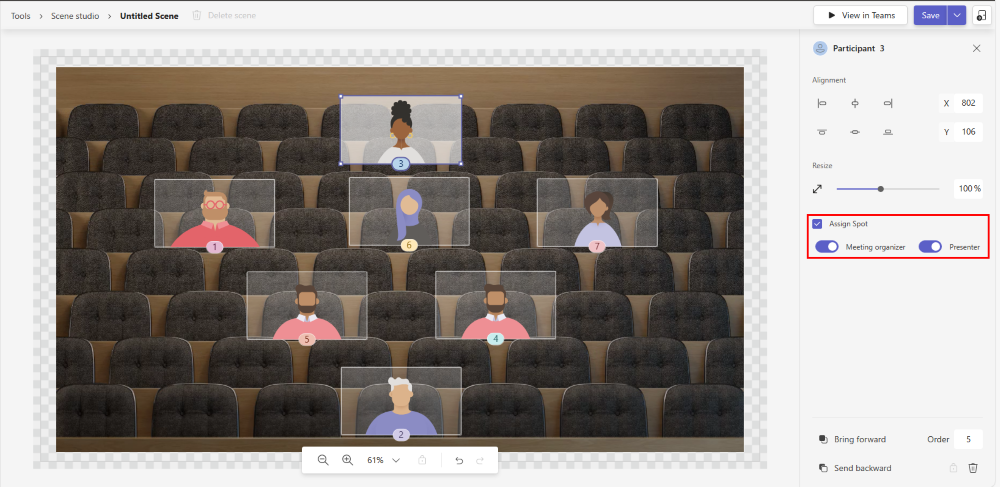 Tools > Scene studio > Untitled Scene Delete scene
View in Teams Save
Participant 3
Alignment
X 802
Y 106
Resize
100 %
Assign Spot
Meeting organizer Presenter
3
1 6 7
5 4
2
61%
Bring forward Order 5
Send backward